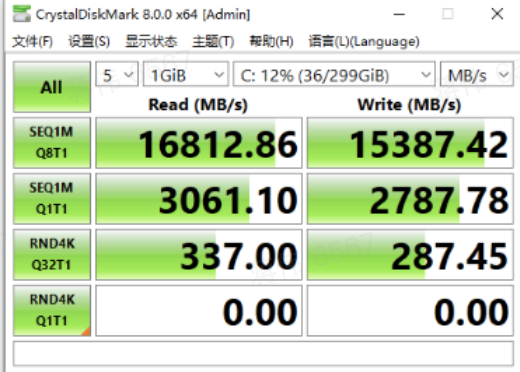 CrystalDiskMark 8.0.0 x64 [Admin]
文件(F) 设置(S) 显示状态 主题(T) 帮助(H) 语言(L)(Language)
All 5 1GiB C: 12% (36/299GiB) MB/s
Read (MB/s) Write (MB/s)
SEQ1M
Q8T1 16812.86 15387.42
SEQ1M
Q1T1 3061.10 2787.78
RND4K
Q32T1 337.00 287.45
RND4K
Q1T1 0.00 0.00